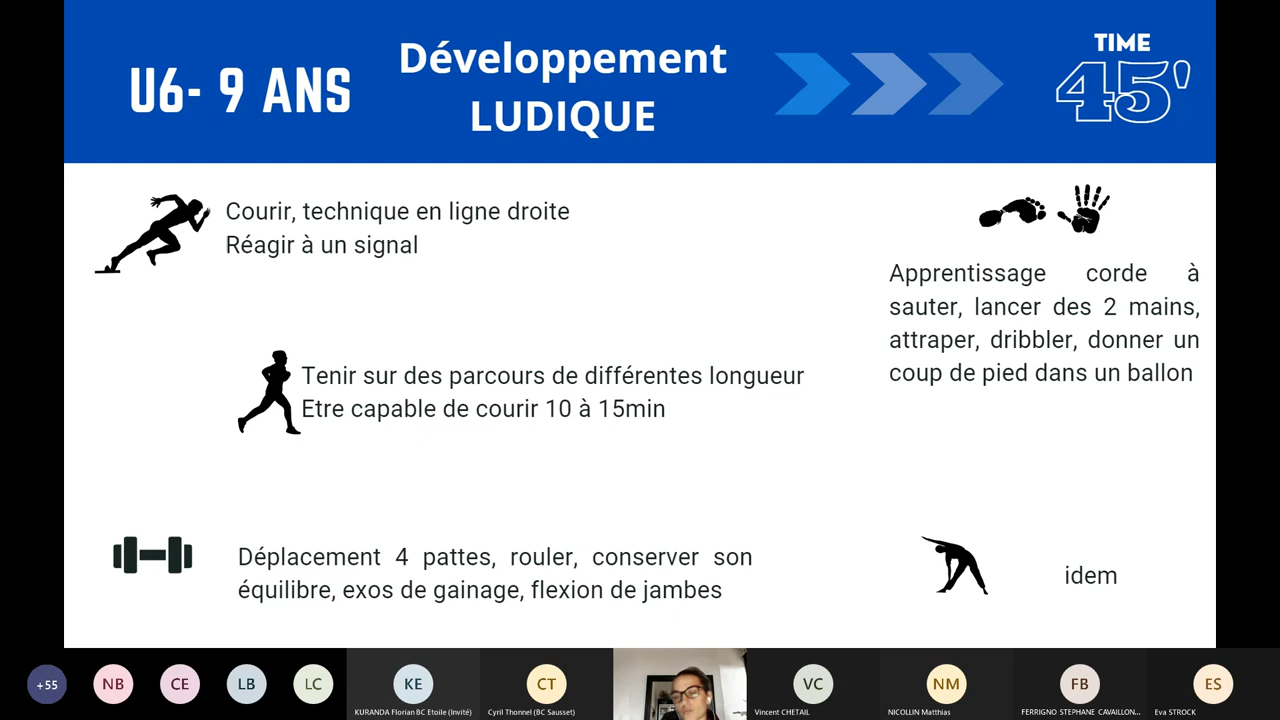 U6- 9 ANS
Développement
LUDIQUE
TIME
45'
Courir, technique en ligne droite
Réagir à un signal
Apprentissage corde à
sauter, lancer des 2 mains,
attraper, dribbler, donner un
coup de pied dans un ballon
Tenir sur des parcours de différentes longueur
Etre capable de courir 10 à 15min
Déplacement 4 pattes, rouler, conserver son
équilibre, exos de gainage, flexion de jambes
idem
+55
NB
CE
LB
LC
KE
KURANDA Florian BC Etoile (Invité)
CT
Cyril Thonnel (BC Sausset)
VC
Vincent CHETAIL
NM
NICOLLIN Matthias
FB
FERRIGNO STEPHANE CAVAILLON...
ES
Eva STROCK